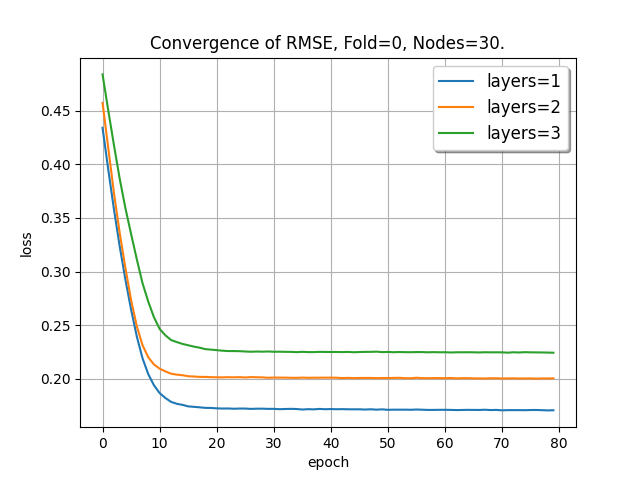 Convergence of RMSE, Fold=0, Nodes=30.
layers=1
layers=2
layers=3
0.45
0.40
0.35
0.30
0.25
0.20
loss
0 10 20 30 40 50 60 70 80
epoch